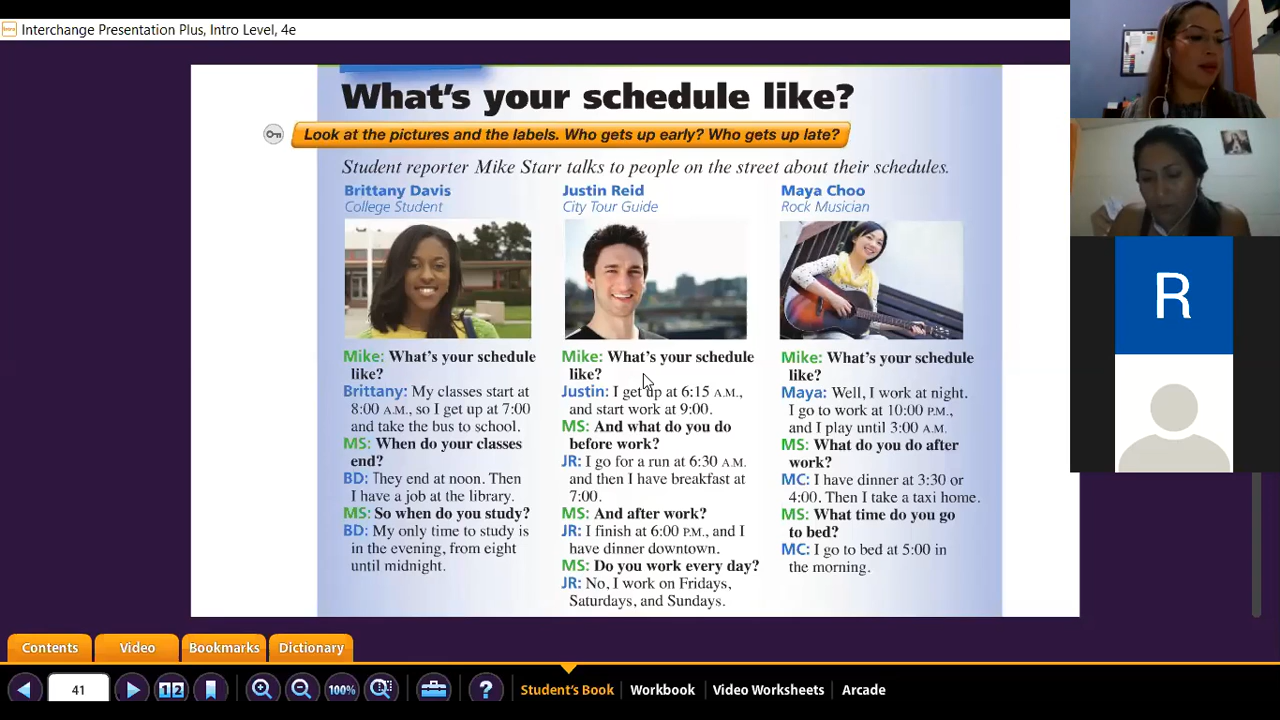 Interchange Presentation Plus, Intro Level, 4e
What's your schedule like?
Look at the pictures and the labels. Who gets up early? Who gets up late?
Student reporter Mike Starr talks to people on the street about their schedules.
Brittany Davis
College Student
Mike: What's your schedule
like?
Brittany: My classes start at
8:00 A.M., so I get up at 7:00
and take the bus to school.
MS: When do your classes
end?
BD: They end at noon. Then
I have a job at the library.
MS: So when do you study?
BD: My only time to study is
in the evening, from eight
until midnight.
Justin Reid
City Tour Guide
Mike: What's your schedule
like?
Justin: I get up at 6:15 A.M.,
and start work at 9:00.
MS: And what do you do
before work?
JR: I go for a run at 6:30 A.M.
and then I have breakfast at
7:00.
MS: And after work?
JR: I finish at 6:00 P.M., and I
have dinner downtown.
MS: Do you work every day?
JR: No, I work on Fridays,
Saturdays, and Sundays.
Maya Choo
Rock Musician
Mike: What's your schedule
like?
Maya: Well, I work at night.
I go to work at 10:00 P.M.,
and I play until 3:00 A.M.
MS: What do you do after
work?
MC: I have dinner at 3:30 or
4:00. Then I take a taxi home.
MS: What time do you go
to bed?
MC: I go to bed at 5:00 in
the morning.
R
Contents
Video
Bookmarks
Dictionary
41
1 2
100%
?
Student's Book
Workbook
Video Worksheets
Arcade